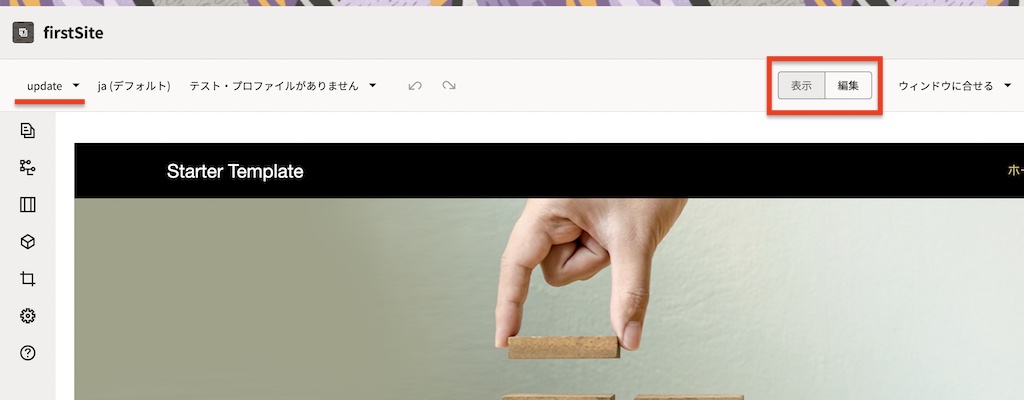 firstSite
update ja (デフォルト) テスト・プロファイルがありません 表示 編集 ウィンドウに合せる
Starter Template ホー